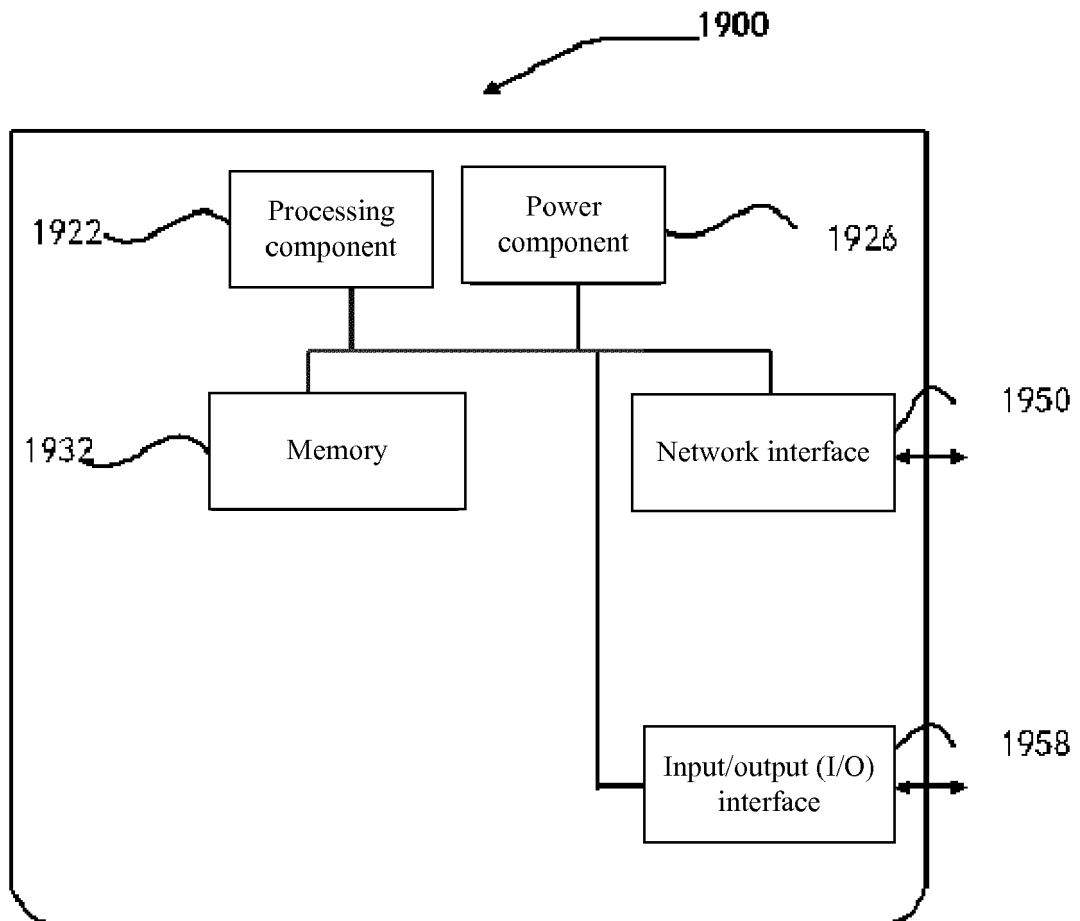 1900
1922
Processing
component
Power
component
1926
1932
Memory
Network interface
1950
Input/output (I/O)
interface
1958